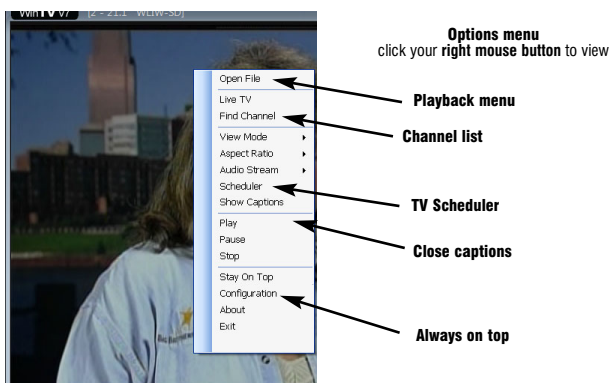 WinTV v7 [2 - 21.1 WLIW-SD]
Options menu
click your right mouse button to view
Open File
Live TV
Find Channel
View Mode
Aspect Ratio
Audio Stream
Scheduler
Show Captions
Play
Pause
Stop
Stay On Top
Configuration
About
Exit
Playback menu
Channel list
TV Scheduler
Close captions
Always on top